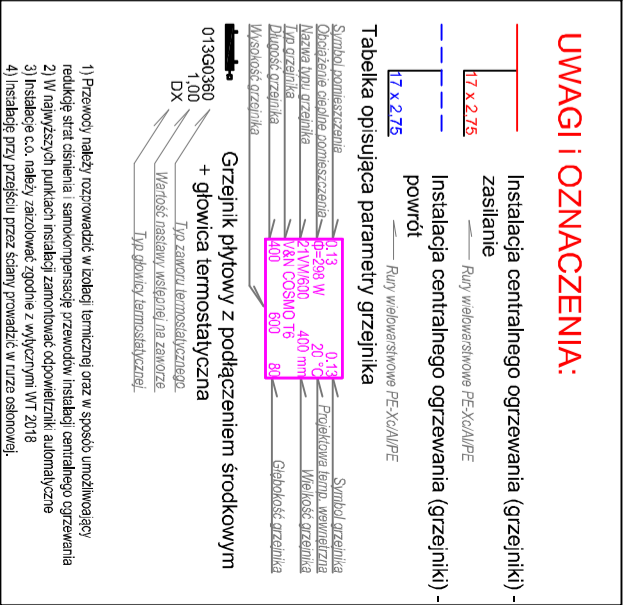 UWAGI i OZNACZENIA:
Instalacja centralnego ogrzewania (grzejniki) -
zasilanie
17 x 2,75
Rury wielowarstwowe PE-Xc/Al/PE
Instalacja centralnego ogrzewania (grzejniki) -
powrót
17 x 2,75
Rury wielowarstwowe PE-Xc/Al/PE
Tabelka opisująca parametry grzejnika
Symbol pomieszczenia
0.13 0.13
Symbol grzejnika
Obciążenie cieplne pomieszczenia
Φ=298 W 20 °C
Projektowa temp. wewnętrzna
Nazwa typu grzejnika
21VM/600 400 mm
Wielkość grzejnika
Typ grzejnika
V&N COSMO T6
Długość grzejnika
400 600 80
Głębokość grzejnika
Wysokość grzejnika
Grzejnik płytowy z podłączeniem środkowym
+ głowica termostatyczna
013G0360
1,00
DX
Typ zaworu termostatycznego
Wartość nastawy wstępnej na zaworze
Typ głowicy termostatycznej
1) Przewody należy rozprowadzić w izolacji termicznej oraz w sposób umożliwoający
redukcję strat ciśnienia i samokompensację przewodów instalacji centralnego ogrzewania
2) W najwyższych punktach instalacji zamontować odpowietrzniki automatyczne
3) Instalacje c.o. należy zaizolować zgodnie z wytycznymi WT 2018
4) Instalację przy przejściu przez ściany prowadzić w rurze osłonowej.